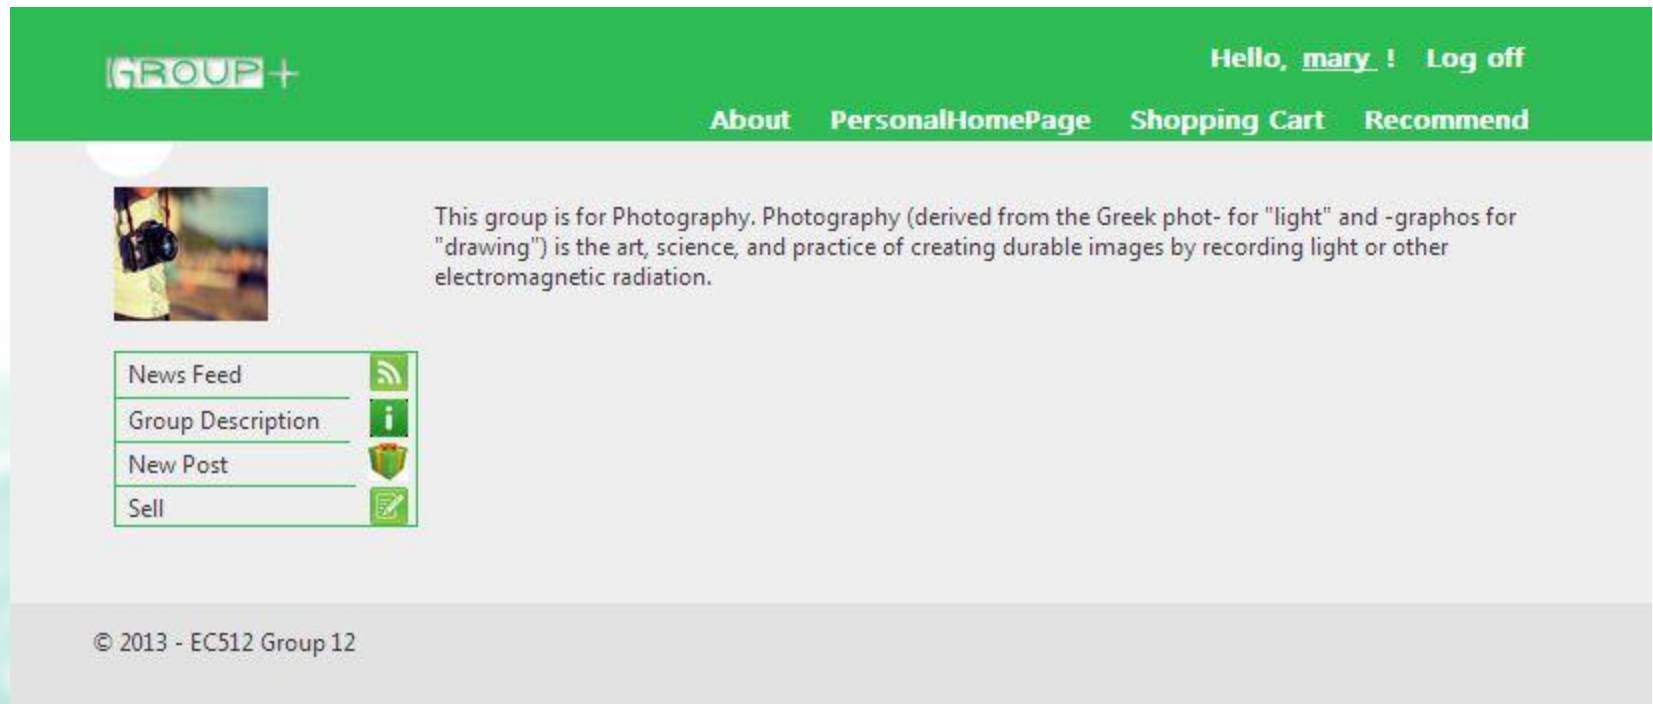 GROUP+
Hello, mary ! Log off
About PersonalHomePage Shopping Cart Recommend
This group is for Photography. Photography (derived from the Greek phot- for "light" and -graphos for
"drawing") is the art, science, and practice of creating durable images by recording light or other
electromagnetic radiation.
News Feed
Group Description
i
New Post
Sell
© 2013 - EC512 Group 12